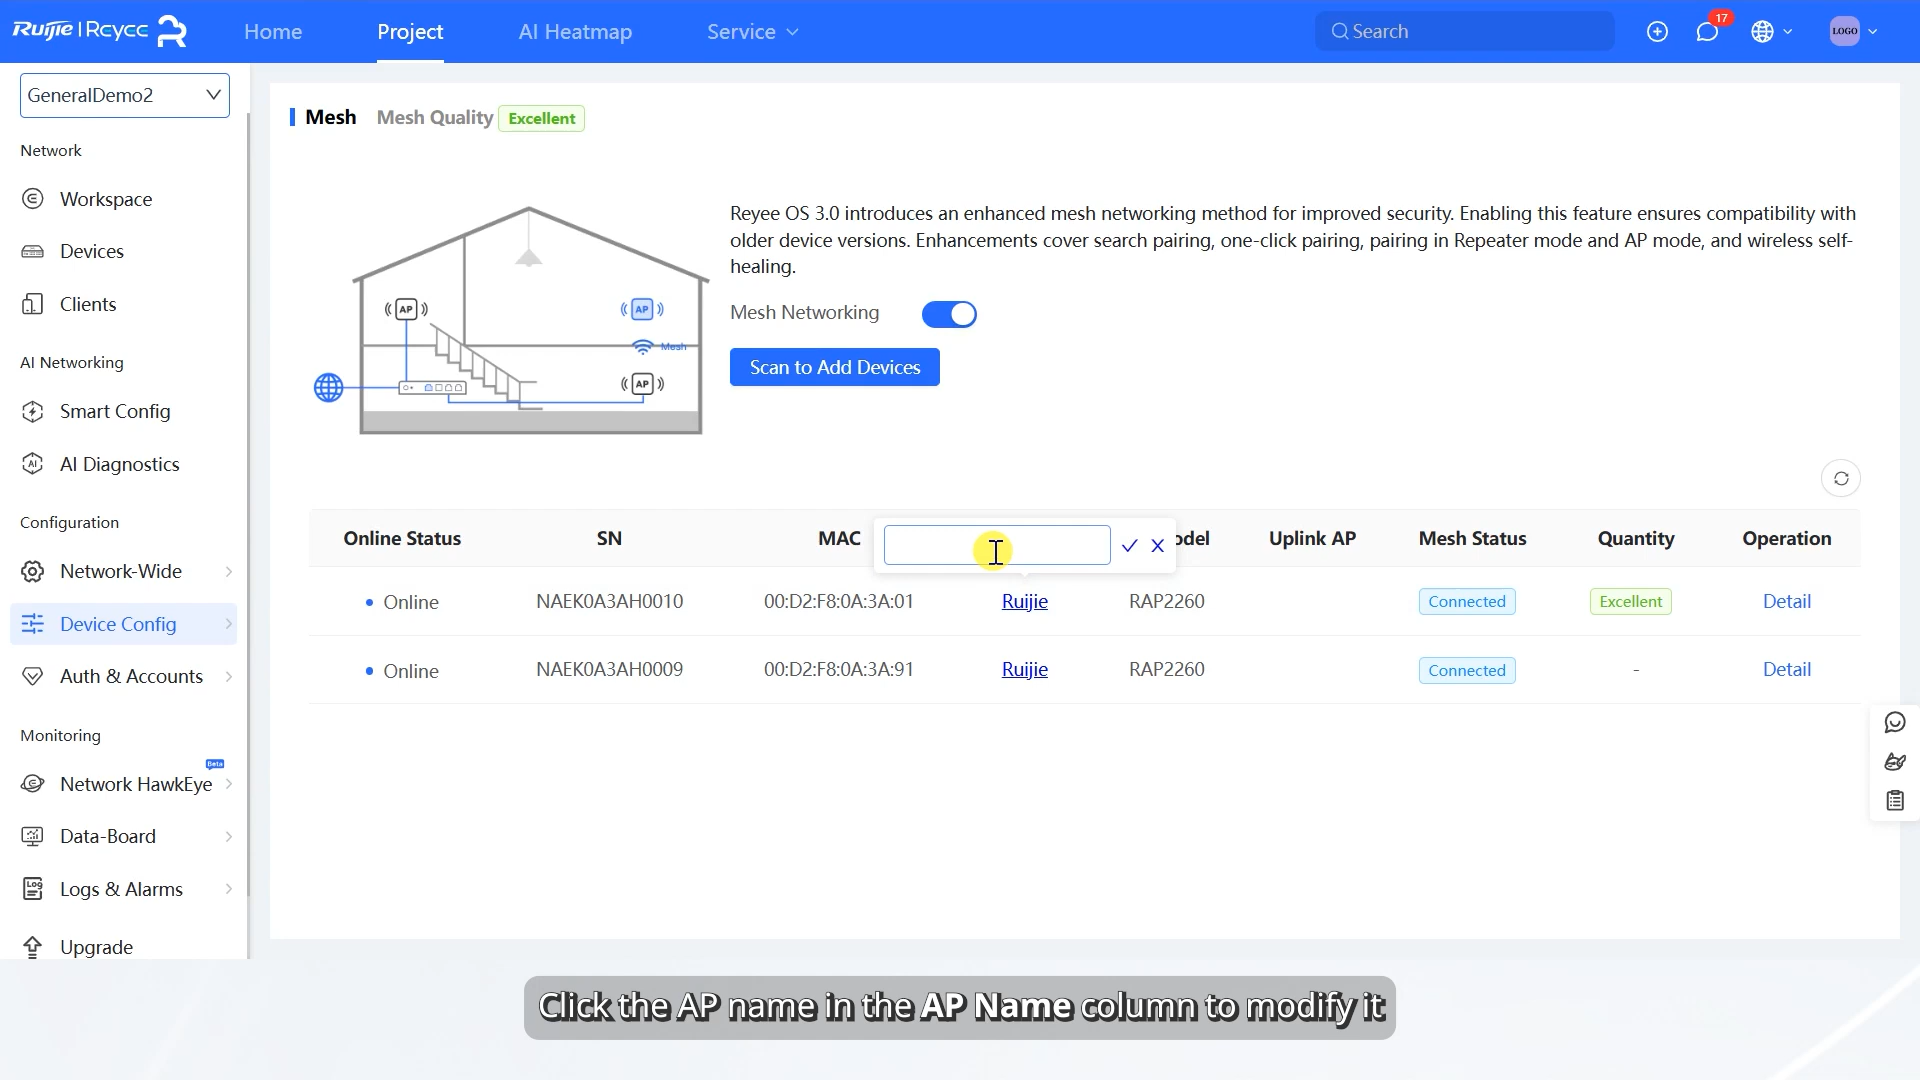 Ruijie | Reyee
Home
Project
AI Heatmap
Service
Search
17
LOGO
GeneralDemo2
Network
Workspace
Devices
Clients
AI Networking
Smart Config
AI
AI Diagnostics
Configuration
Network-Wide
Device Config
Auth & Accounts
Monitoring
Beta
Network HawkEye
Data-Board
Log
Logs & Alarms
Upgrade
Mesh
Mesh Quality
Excellent
AP
AP
Mesh
AP
Reyee OS 3.0 introduces an enhanced mesh networking method for improved security. Enabling this feature ensures compatibility with
older device versions. Enhancements cover search pairing, one-click pairing, pairing in Repeater mode and AP mode, and wireless self-
healing.
Mesh Networking
Scan to Add Devices
Online Status SN MAC odel Uplink AP Mesh Status Quantity Operation
Online NAEK0A3AH0010 00:D2:F8:0A:3A:01 Ruijie RAP2260 Connected Excellent Detail
Online NAEK0A3AH0009 00:D2:F8:0A:3A:91 Ruijie RAP2260 Connected - Detail
Click the AP name in the AP Name column to modify it